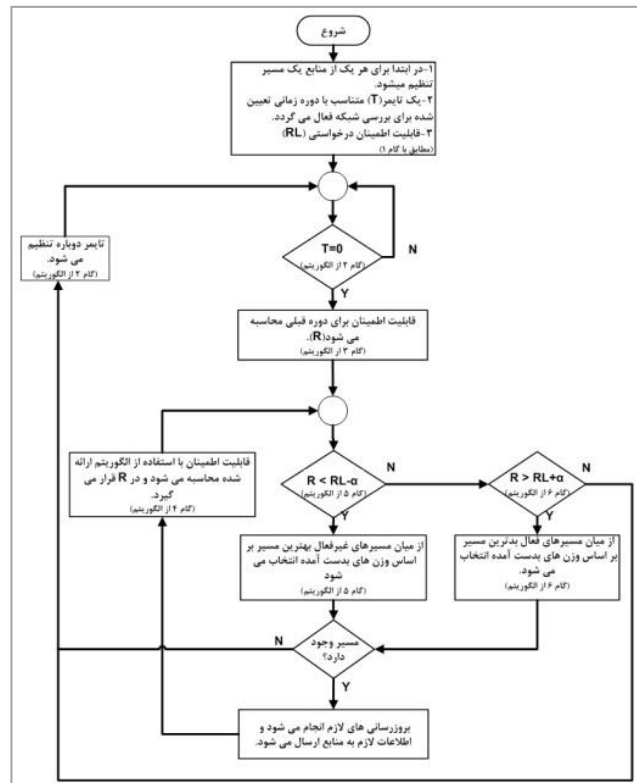 شروع
۱-در ابتدا برای هر یک از منابع یک مسیر
تنظیم میشود.
۲-یک تایمر(T) متناسب با دوره زمانی تعیین
شده برای بررسی شبکه فعال می گردد.
۳-قابلیت اطمینان درخواستی (RL)
(مطابق با گام ۱)
تایمر دوباره تنظیم
می شود.
(گام ۲ از الگوریتم)
T=0
(گام ۲ از الگوریتم)
N
Y
قابلیت اطمینان برای دوره قبلی محاسبه
می شود(R).
(گام ۳ از الگوریتم)
قابلیت اطمینان با استفاده از الگوریتم ارائه
شده محاسبه می شود و در R قرار می
گیرد.
(گام ۴ از الگوریتم)
R < RL-α
(گام ۵ از الگوریتم)
N
Y
R > RL+α
(گام ۶ از الگوریتم)
N
Y
از میان مسیرهای غیرفعال بهترین مسیر بر
اساس وزن های بدست آمده انتخاب می
شود
(گام ۵ از الگوریتم)
از میان مسیرهای فعال بدترین مسیر
بر اساس وزن های بدست آمده انتخاب
می شود.
(گام ۶ از الگوریتم)
مسیر وجود
دارد؟
N
Y
بروزرسانی های لازم انجام می شود و
اطلاعات لازم به منابع ارسال می شود.